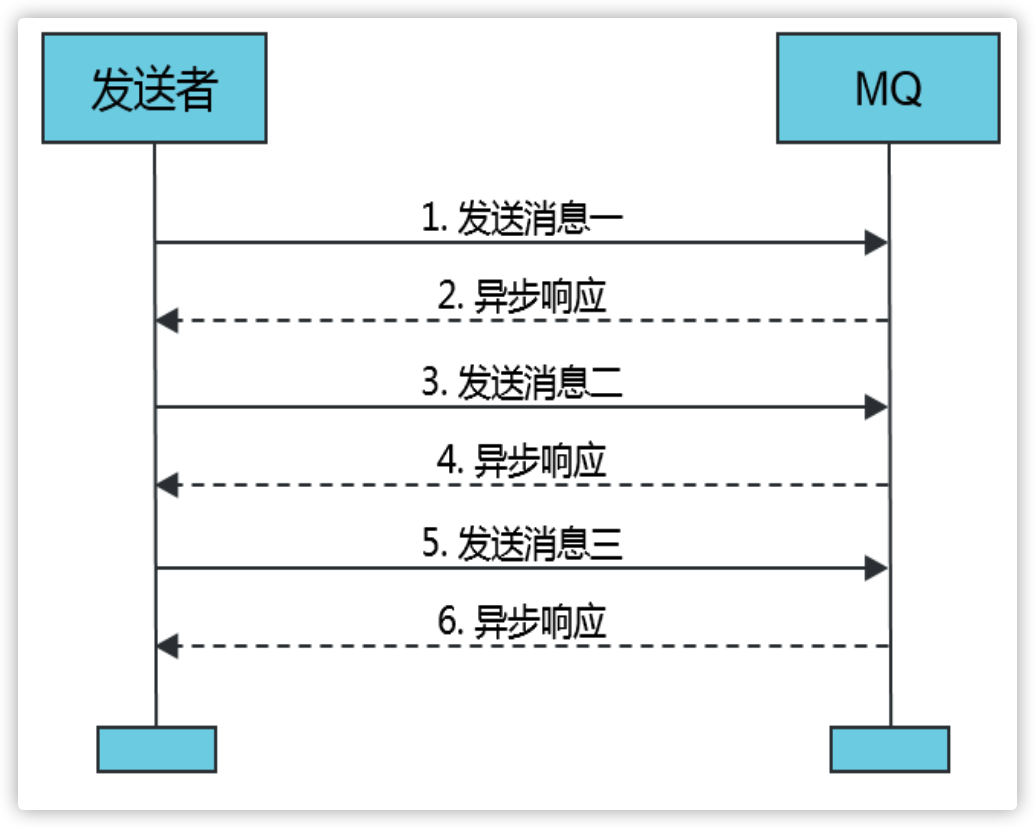 发送者
MQ
1. 发送消息一
2. 异步响应
3. 发送消息二
4. 异步响应
5. 发送消息三
6. 异步响应